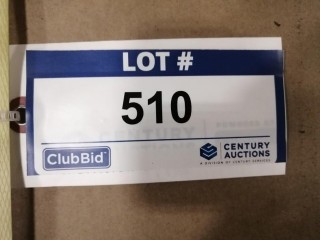 LOT #
510
ClubBid
CENTURY
AUCTIONS
A DIVISION OF CENTURY SERVICES